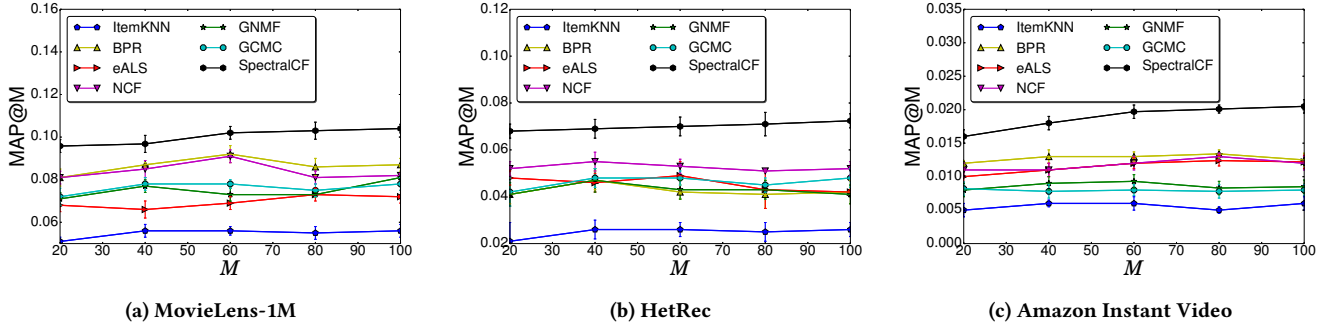 0.16
0.14
0.12
0.10
0.08
0.06
MAP@M
ItemKNN
BPR
eALS
NCF
GNMF
GCMC
SpectralCF
20 30 40 50 60 70 80 90 100
M
(a) MovieLens-1M
0.12
0.10
0.08
0.06
0.04
0.02
MAP@M
ItemKNN
BPR
eALS
NCF
GNMF
GCMC
SpectralCF
20 30 40 50 60 70 80 90 100
M
(b) HetRec
0.035
0.030
0.025
0.020
0.015
0.010
0.005
0.000
MAP@M
ItemKNN
BPR
eALS
NCF
GNMF
GCMC
SpectralCF
20 30 40 50 60 70 80 90 100
M
(c) Amazon Instant Video